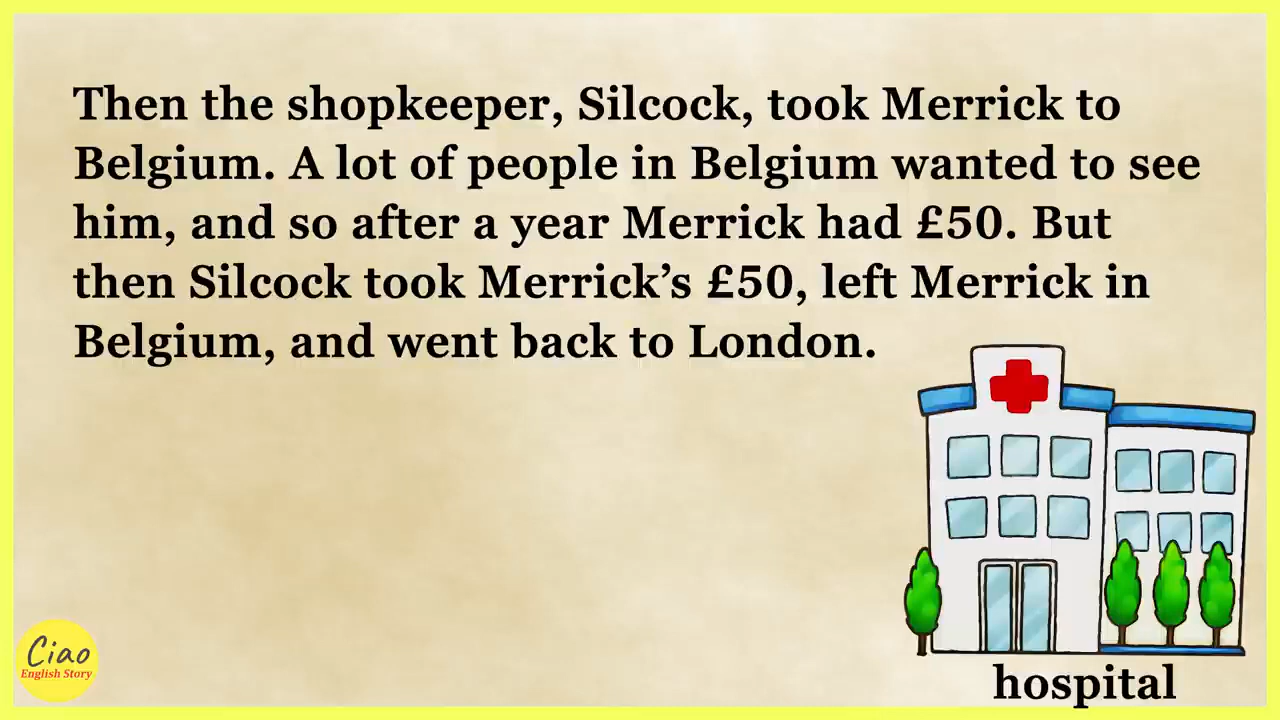 Then the shopkeeper, Silcock, took Merrick to
Belgium. A lot of people in Belgium wanted to see
him, and so after a year Merrick had £50. But
then Silcock took Merrick’s £50, left Merrick in
Belgium, and went back to London.
hospital
Ciao
English Story